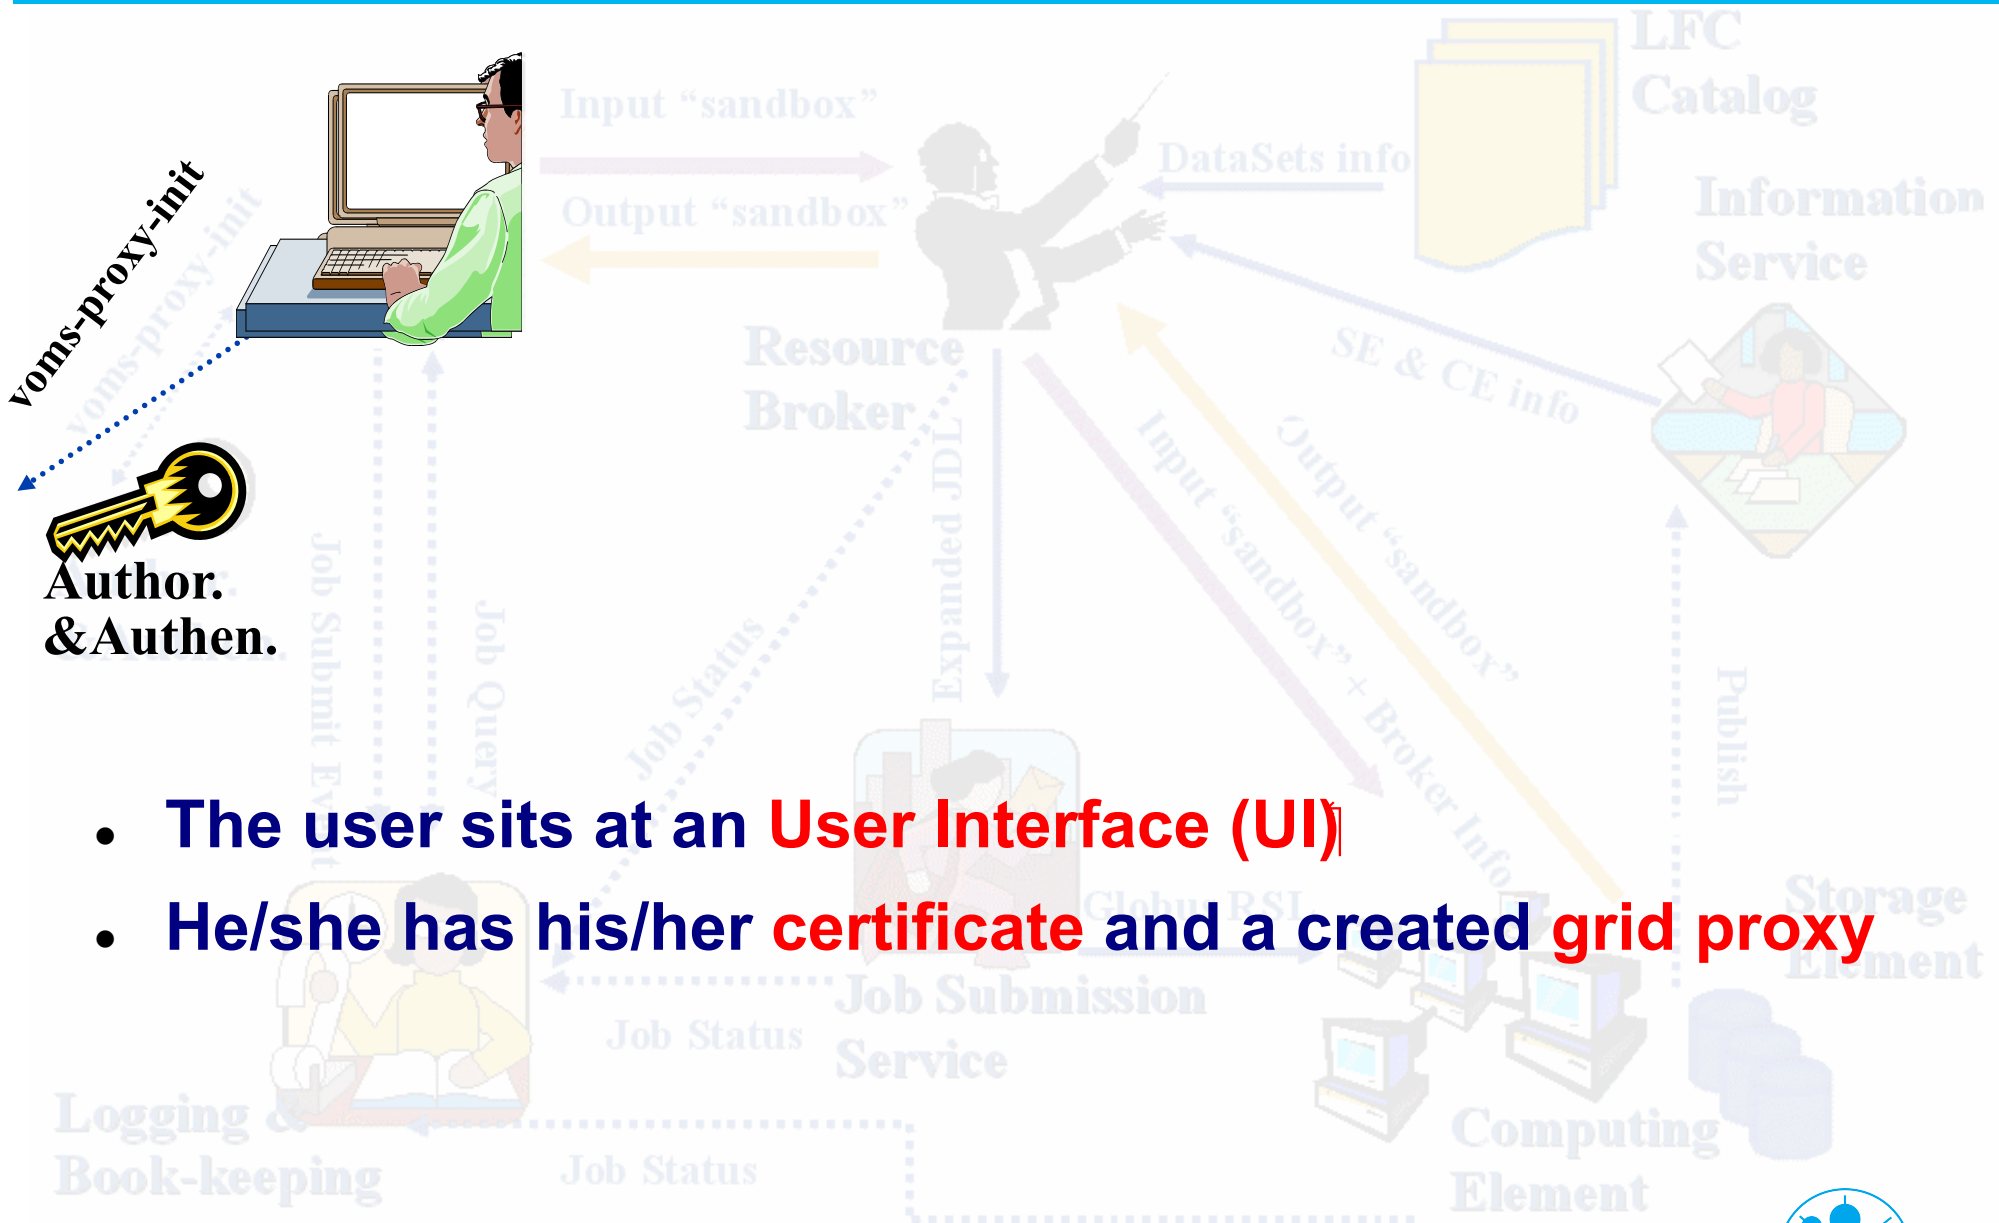 LFC
Catalog
Input “sandbox”
DataSets info
Output “sandbox”
Information
Service
voms-proxy-init
voms-proxy-init
Resource
Broker
SE & CE info
Input “sandbox” + Broker Info
Output “sandbox”
Expanded JDL
Author.
&Authen.
Job Submit Event
Job Query
Job Status
Publish
● The user sits at an User Interface (UI)
● He/she has his/her certificate and a created grid proxy
Globus RSL
Storage
Element
Job Submission
Service
Job Status
Logging &
Book-keeping
Job Status
Computing
Element